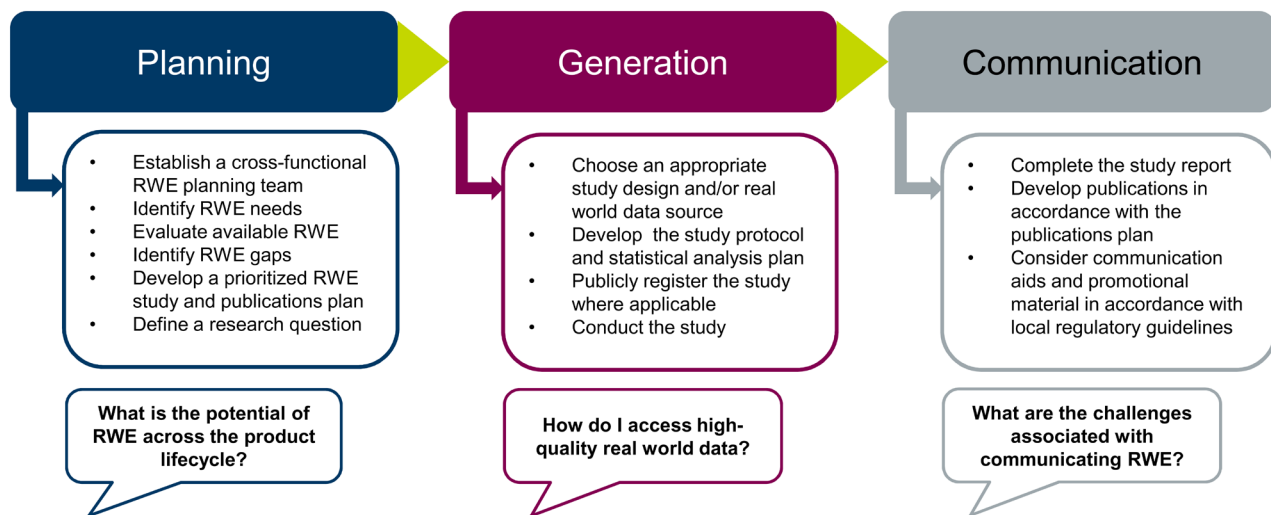 Planning
• Establish a cross-functional
RWE planning team
• Identify RWE needs
• Evaluate available RWE
• Identify RWE gaps
• Develop a prioritized RWE
study and publications plan
• Define a research question
What is the potential of
RWE across the product
lifecycle?
Generation
• Choose an appropriate
study design and/or real
world data source
• Develop the study protocol
and statistical analysis plan
• Publicly register the study
where applicable
• Conduct the study
How do I access high-
quality real world data?
Communication
• Complete the study report
• Develop publications in
accordance with the
publications plan
• Consider communication
aids and promotional
material in accordance with
local regulatory guidelines
What are the challenges
associated with
communicating RWE?